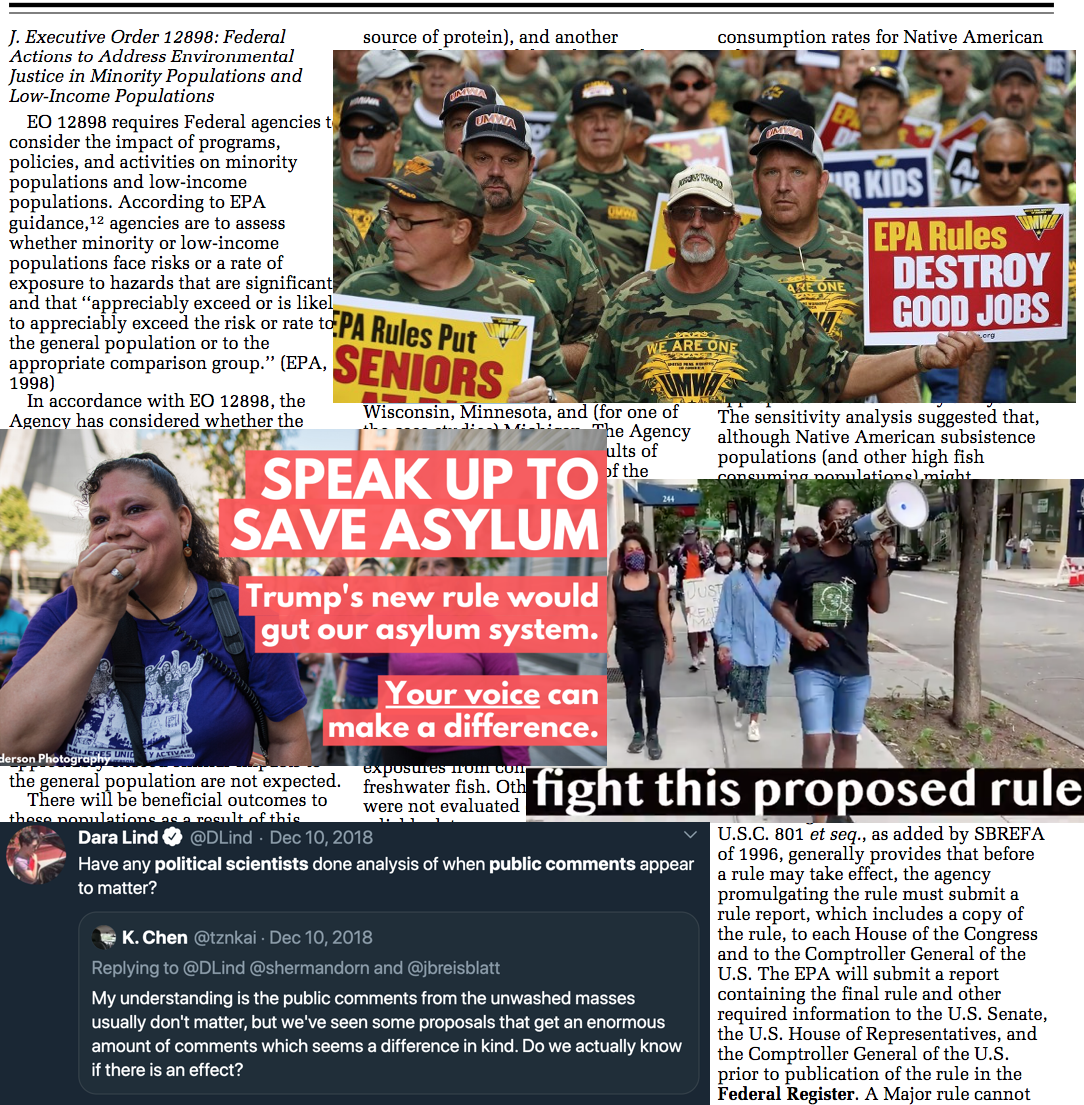 J. Executive Order 12898: Federal
Actions to Address Environmental
Justice in Minority Populations and
Low-Income Populations
EO 12898 requires Federal agencies t
consider the impact of programs,
policies, and activities on minority
populations and low-income
populations. According to EPA
guidance,¹² agencies are to assess
whether minority or low-income
populations face risks or a rate of
exposure to hazards that are significant
and that “appreciably exceed or is likel
to appreciably exceed the risk or rate to
the general population or to the
appropriate comparison group.” (EPA,
1998)
In accordance with EO 12898, the
Agency has considered whether the
source of protein), and another
consumption rates for Native American
UMWA
UMWA
UMWA
UMWA
R KIDS
EPA Rules
DESTROY
GOOD JOBS
UMWA
.org
EPA Rules Put
SENIORS
AT RISK
WE ARE ONE
UMWA
ARE ONE
Wisconsin, Minnesota, and (for one of
the case studies) Michigan. The Agency
ults of
of the
The sensitivity analysis suggested that,
although Native American subsistence
populations (and other high fish
consuming populations) might
SPEAK UP TO
SAVE ASYLUM
Trump's new rule would
gut our asylum system.
Your voice can
make a difference.
MUJERES UNIDAS Y ACTIVAS
derson Photography
244
JUST
fight this proposed rule
the general population are not expected.
There will be beneficial outcomes to
these populations as a result of this
exposures from con
freshwater fish. Oth
were not evaluated
U.S.C. 801 et seq., as added by SBREFA
of 1996, generally provides that before
a rule may take effect, the agency
promulgating the rule must submit a
rule report, which includes a copy of
the rule, to each House of the Congress
and to the Comptroller General of the
U.S. The EPA will submit a report
containing the final rule and other
required information to the U.S. Senate,
the U.S. House of Representatives, and
the Comptroller General of the U.S.
prior to publication of the rule in the
Federal Register. A Major rule cannot
Dara Lind @DLind · Dec 10, 2018
Have any political scientists done analysis of when public comments appear
to matter?
K. Chen @tznkai · Dec 10, 2018
Replying to @DLind @shermandorn and @jbreisblatt
My understanding is the public comments from the unwashed masses
usually don't matter, but we've seen some proposals that get an enormous
amount of comments which seems a difference in kind. Do we actually know
if there is an effect?